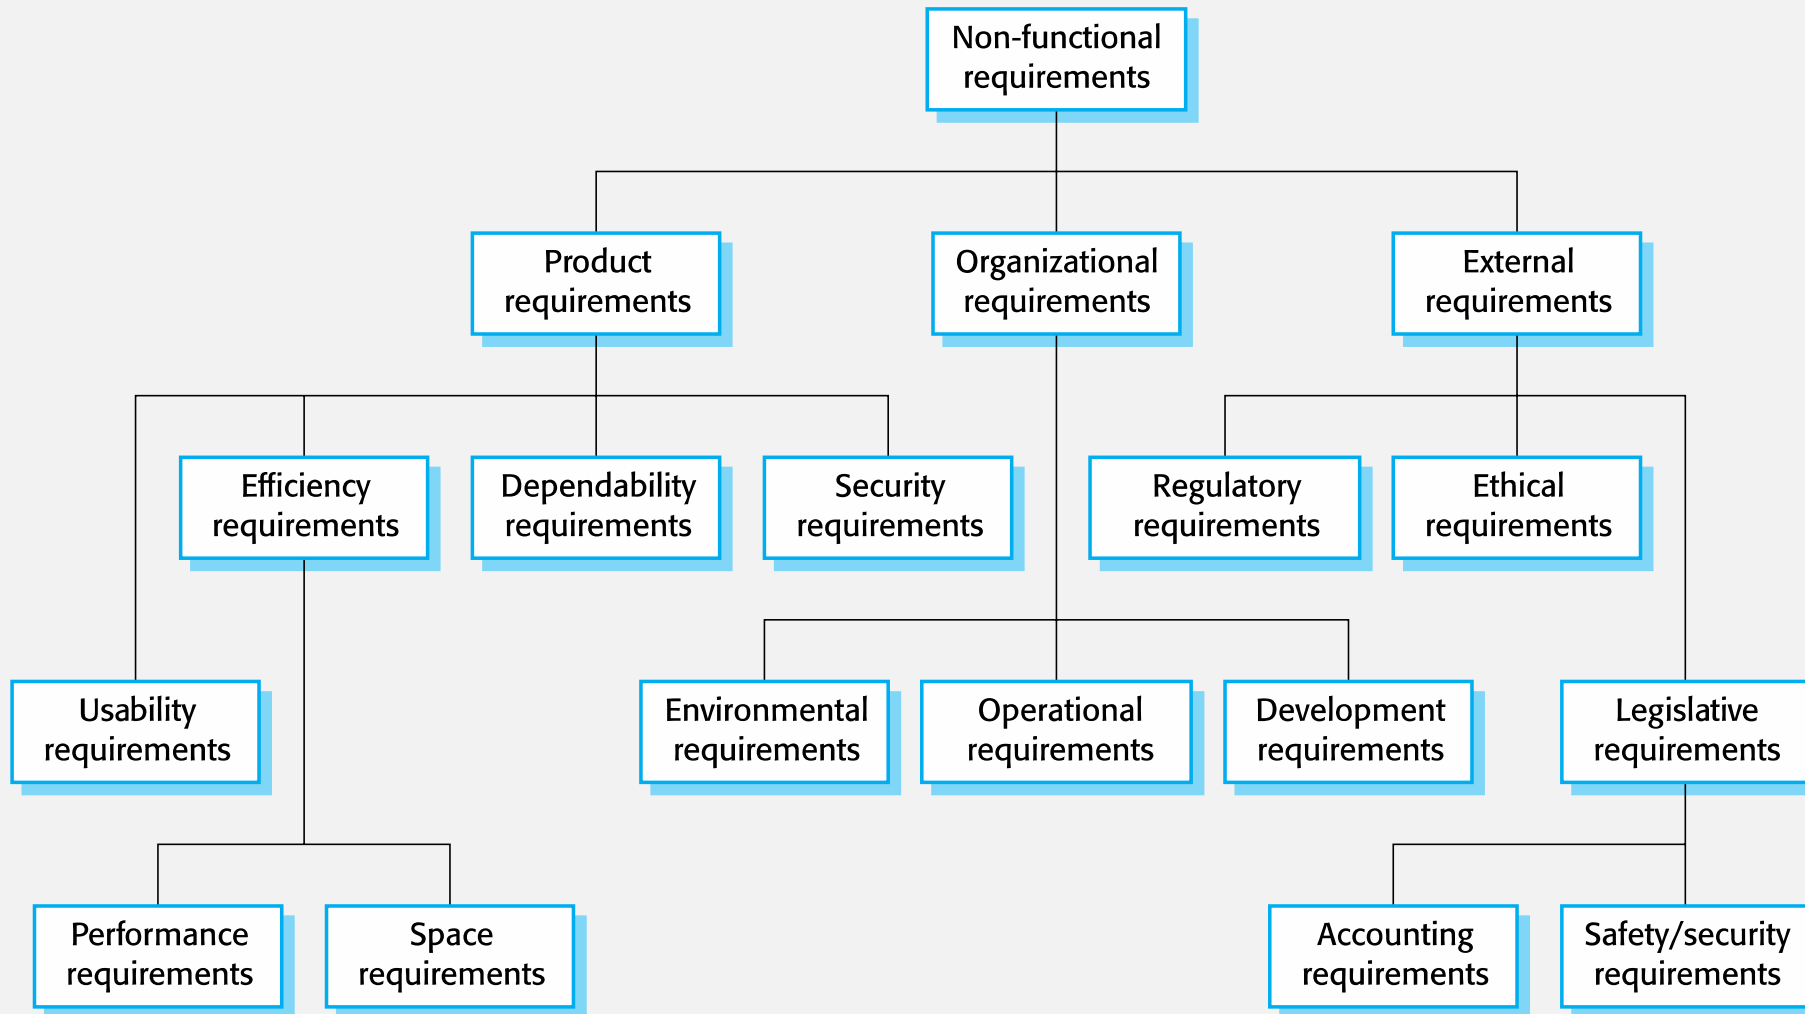 Non-functional
requirements
Product
requirements
Organizational
requirements
External
requirements
Efficiency
requirements
Dependability
requirements
Security
requirements
Regulatory
requirements
Ethical
requirements
Usability
requirements
Environmental
requirements
Operational
requirements
Development
requirements
Legislative
requirements
Performance
requirements
Space
requirements
Accounting
requirements
Safety/security
requirements